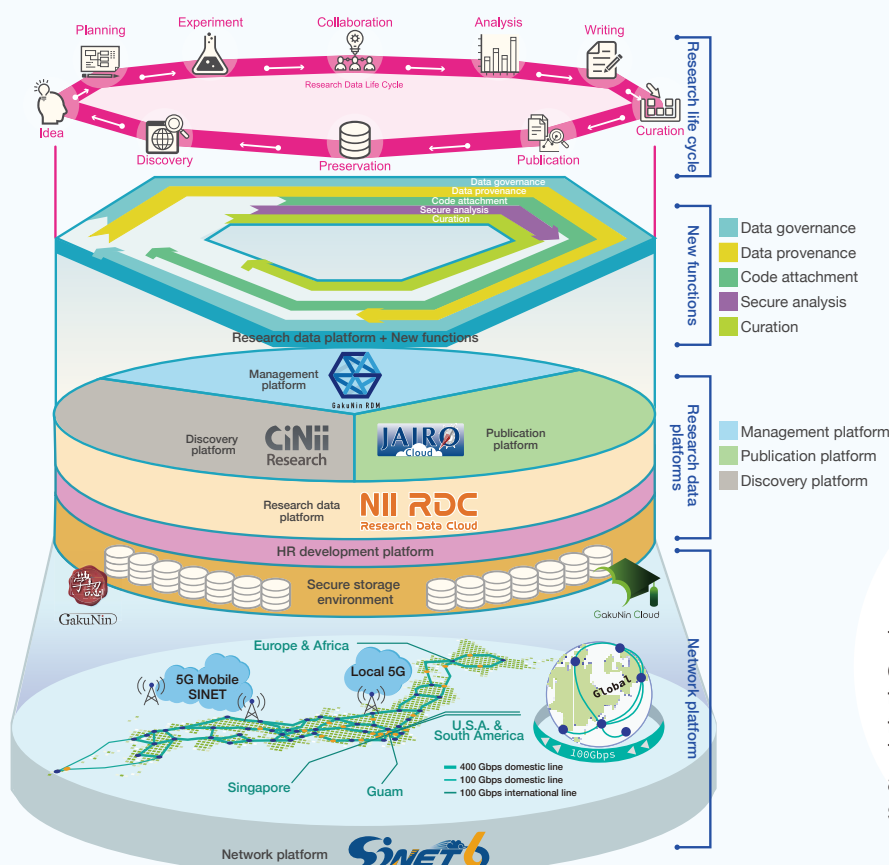 Planning
Experiment
Collaboration
Analysis
Writing
Research Data Life Cycle
Idea
Curation
Discovery
Preservation
Publication
Research life cycle
Data governance
Data provenance
Code attachment
Secure analysis
Curation
Research data platform + New functions
New functions
Data governance
Data provenance
Code attachment
Secure analysis
Curation
Management
platform
GakuNin RDM
Discovery
platform
CiNii
Research
JAIRO
Cloud
Publication
platform
Research data
platforms
Management platform
Publication platform
Discovery platform
Research data
platform
NII RDC
Research Data Cloud
HR development platform
Secure storage
environment
学認
GakuNin
GakuNin Cloud
Network platform
Europe & Africa
5G Mobile
SINET
Local 5G
Global
U.S.A. &
South America
100Gbps
400 Gbps domestic line
100 Gbps domestic line
100 Gbps international line
Singapore
Guam
Network platform
SINET6